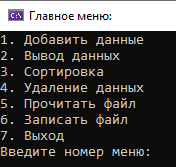 Главное меню:
1. Добавить данные
2. Вывод данных
3. Сортировка
4. Удаление данных
5. Прочитать файл
6. Записать файл
7. Выход
Введите номер меню: